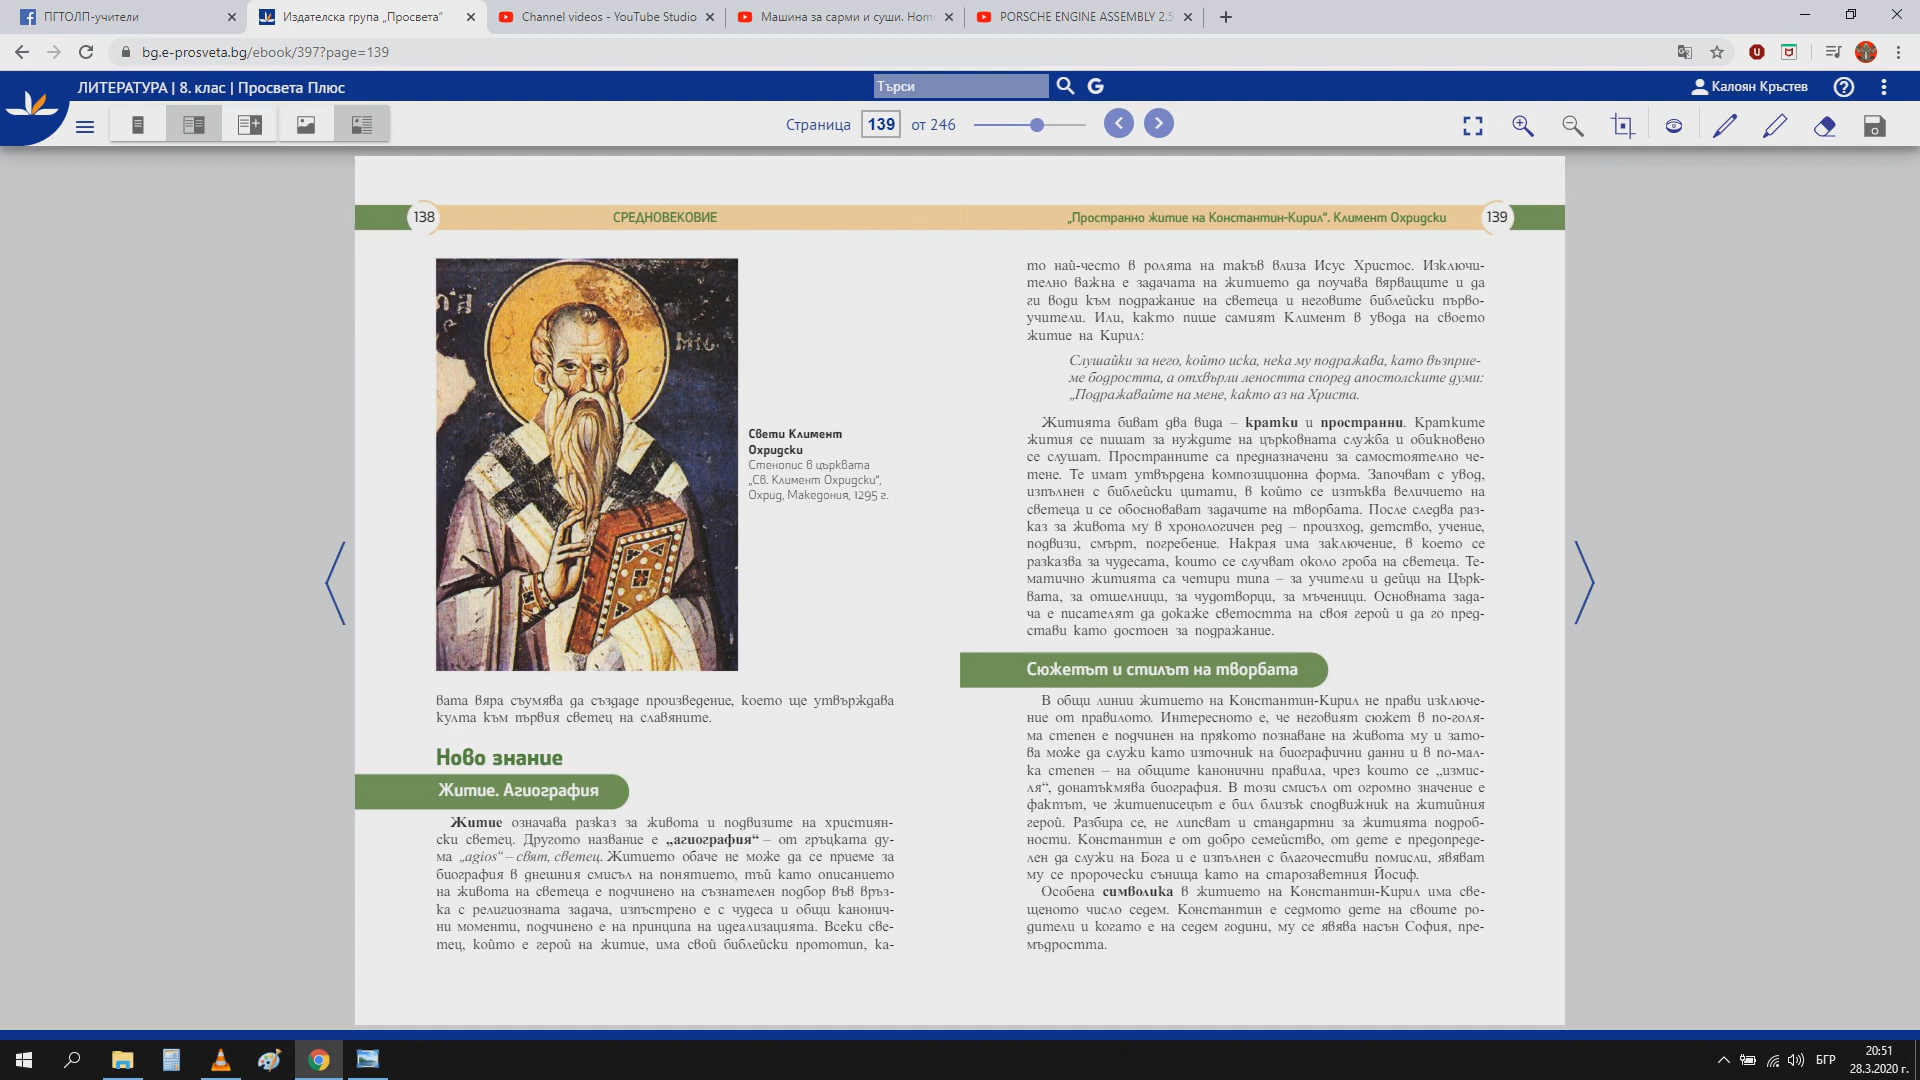 ПГТОЛП-учители
Издателска група „Просвета“
Channel videos - YouTube Studio
Машина за сарми и суши. Hom
PORSCHE ENGINE ASSEMBLY 2.5
bg.e-prosveta.bg/ebook/397?page=139
ЛИТЕРАТУРА | 8. клас | Просвета Плюс
Търси
Калоян Кръстев
Страница 139 от 246
138
СРЕДНОВЕКОВИЕ
Свети Климент
Охридски
Стенопис в църквата
„Св. Климент Охридски“,
Охрид, Македония, 1295 г.
вата вяра съумява да създаде произведение, което ще утвърждава
култа към първия светец на славяните.
Ново знание
Житие. Агиография
Житие означава разказ за живота и подвизите на християн-
ски светец. Другото название е „агиография“ – от гръцката ду-
ма „agios“ – свят, светец. Житието обаче не може да се приеме за
биография в днешния смисъл на понятието, тъй като описанието
на живота на светеца е подчинено на съзнателен подбор във връз-
ка с религиозната задача, изпъстрено е с чудеса и общи канонич-
ни моменти, подчинено е на принципа на идеализацията. Всеки све-
тец, който е герой на житие, има свой библейски прототип, ка-
„Пространно житие на Константин-Кирил“. Климент Охридски
139
то най-често в ролята на такъв влиза Исус Христос. Изключи-
телно важна е задачата на житието да поучава вярващите и да
ги води към подражание на светеца и неговите библейски първо-
учители. Или, както пише самият Климент в увода на своето
житие на Кирил:
Слушайки за него, който иска, нека му подражава, като възприе-
ме бодростта, а отхвърли леността според апостолските думи:
„Подражавайте на мене, както аз на Христа.
Житията биват два вида – кратки и пространни. Кратките
жития се пишат за нуждите на църковната служба и обикновено
се слушат. Пространните са предназначени за самостоятелно че-
тене. Те имат утвърдена композиционна форма. Започват с увод,
изпълнен с библейски цитати, в който се изтъква величието на
светеца и се обосновават задачите на творбата. После следва раз-
каз за живота му в хронологичен ред – произход, детство, учение,
подвизи, смърт, погребение. Накрая има заключение, в което се
разказва за чудесата, които се случват около гроба на светеца. Те-
матично житията са четири типа – за учители и дейци на Църк-
вата, за отшелници, за чудотворци, за мъченици. Основната зада-
ча е писателят да докаже светостта на своя герой и да го пред-
стави като достоен за подражание.
Сюжетът и стилът на творбата
В общи линии житието на Константин-Кирил не прави изключе-
ние от правилото. Интересното е, че неговият сюжет в по-голя-
ма степен е подчинен на прякото познаване на живота му и зато-
ва може да служи като източник на биографични данни и в по-мал-
ка степен – на общите канонични правила, чрез които се „измис-
ля“, донатъкмява биография. В този смисъл от огромно значение е
фактът, че житиеписецът е бил близък сподвижник на житийния
герой. Разбира се, не липсват и стандартни за житията подроб-
ности. Константин е от добро семейство, от дете е предопреде-
лен да служи на Бога и е изпълнен с благочестиви помисли, явяват
му се пророчески сънища като на старозаветния Йосиф.
Особена символика в житието на Константин-Кирил има све-
щеното число седем. Константин е седмото дете на своите ро-
дители и когато е на седем години, му се явява насън София, пре-
мъдростта.
БГР
20:51
28.3.2020 г.